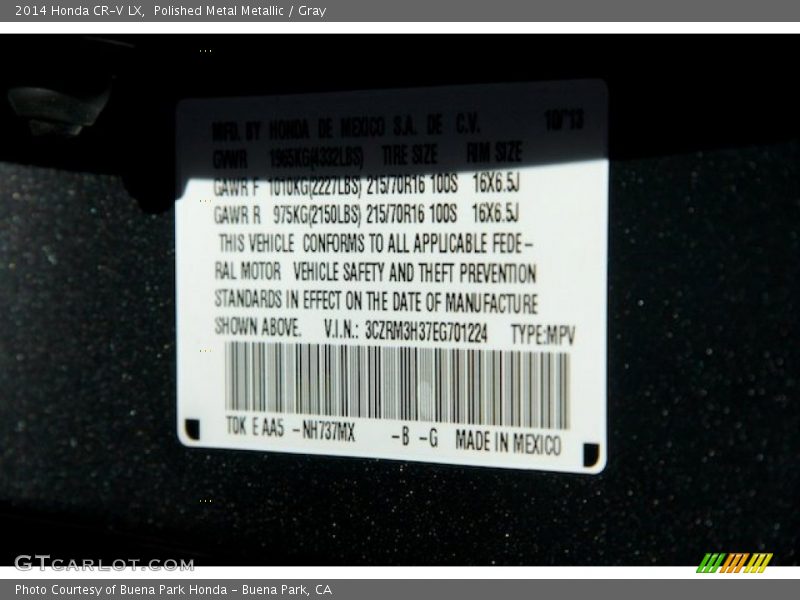 2014 Honda CR-V LX, Polished Metal Metallic / Gray
MFD. BY HONDA DE MEXICO S.A. DE C.V. 10/13
GVWR 1965KG(4332LBS) TIRE SIZE RIM SIZE
GAWR F 1010KG(2227LBS) 215/70R16 100S 16X6.5J
GAWR R 975KG(2150LBS) 215/70R16 100S 16X6.5J
THIS VEHICLE CONFORMS TO ALL APPLICABLE FEDE-
RAL MOTOR VEHICLE SAFETY AND THEFT PREVENTION
STANDARDS IN EFFECT ON THE DATE OF MANUFACTURE
SHOWN ABOVE. V.I.N.: 3CZRM3H37EG701224 TYPE:MPV
T0K E AA5 -NH737MX -B -G MADE IN MEXICO
GTCARLOT.COM
Photo Courtesy of Buena Park Honda - Buena Park, CA